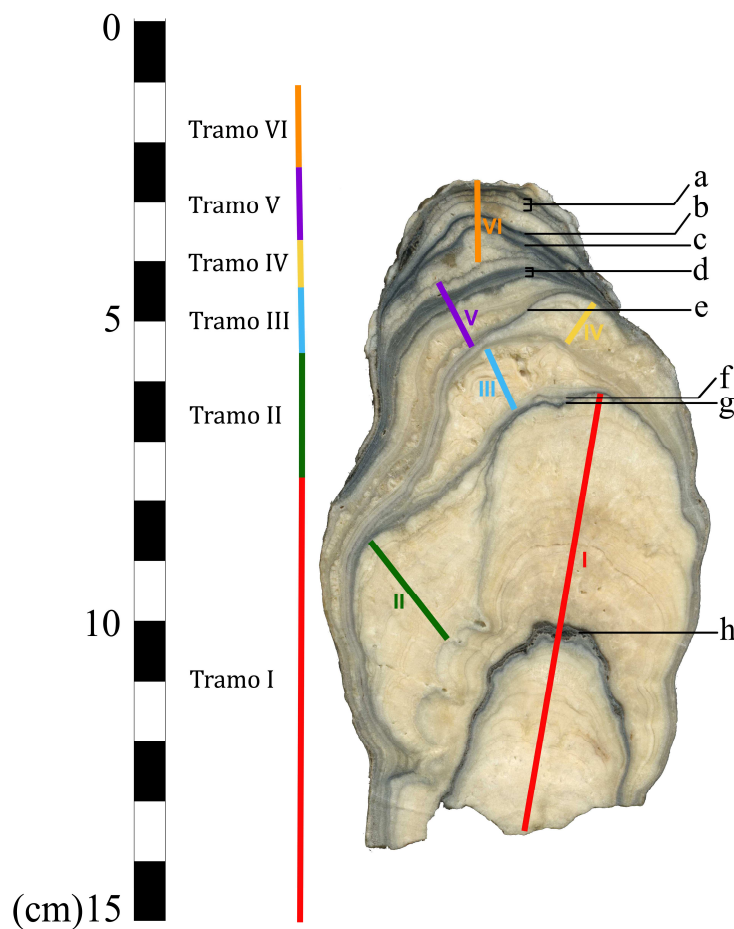 0
Tramo VI
a
Tramo V
b
VI
c
Tramo IV
d
5
Tramo III
e
V
IV
f
III
g
Tramo II
I
II
10
h
Tramo I
(cm) 15